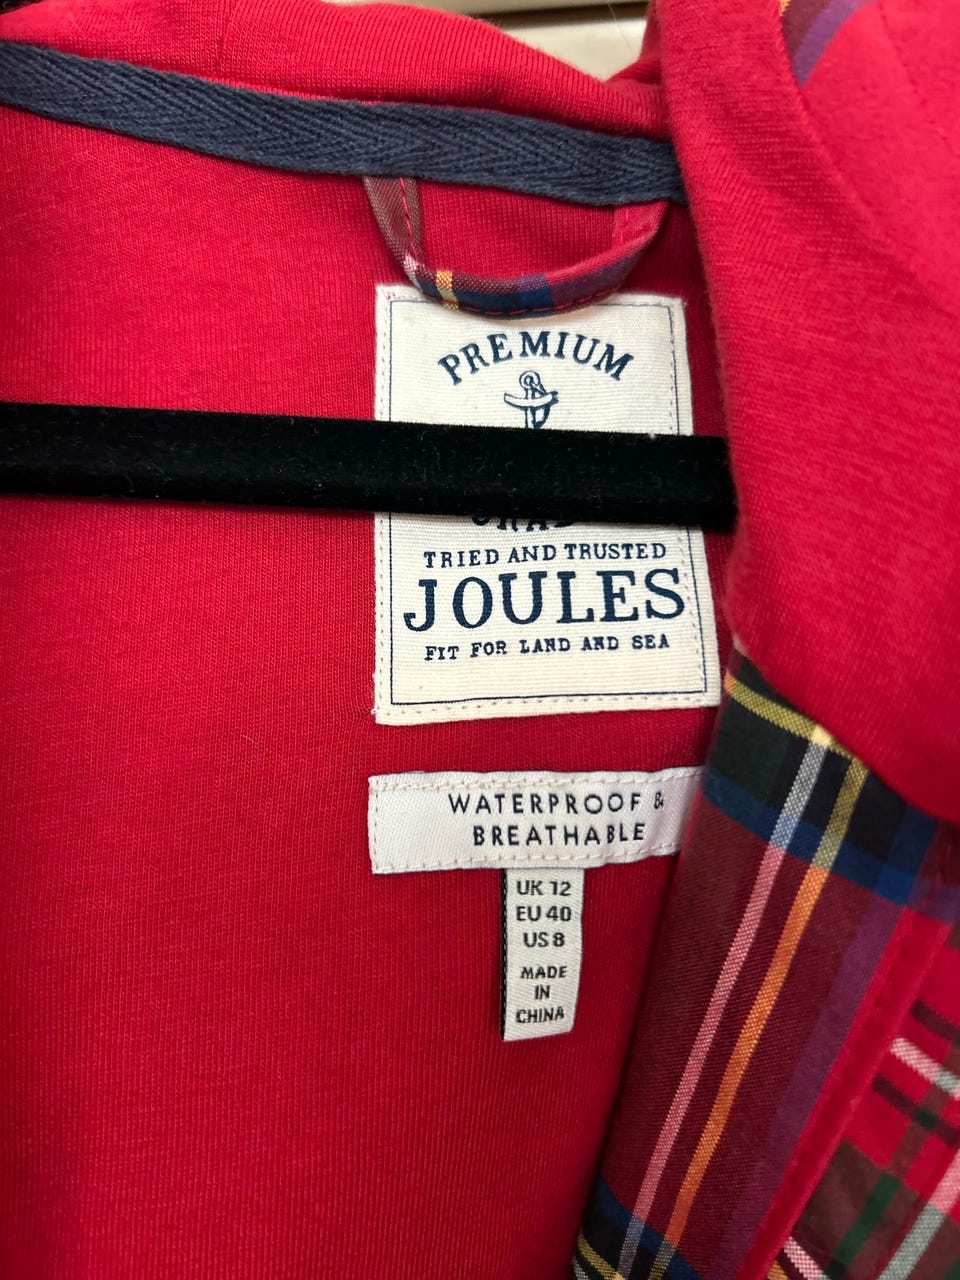 PREMIUM
TRIED AND TRUSTED
JOULES
FIT FOR LAND AND SEA
WATERPROOF &
BREATHABLE
UK 12
EU 40
US 8
MADE
IN
CHINA